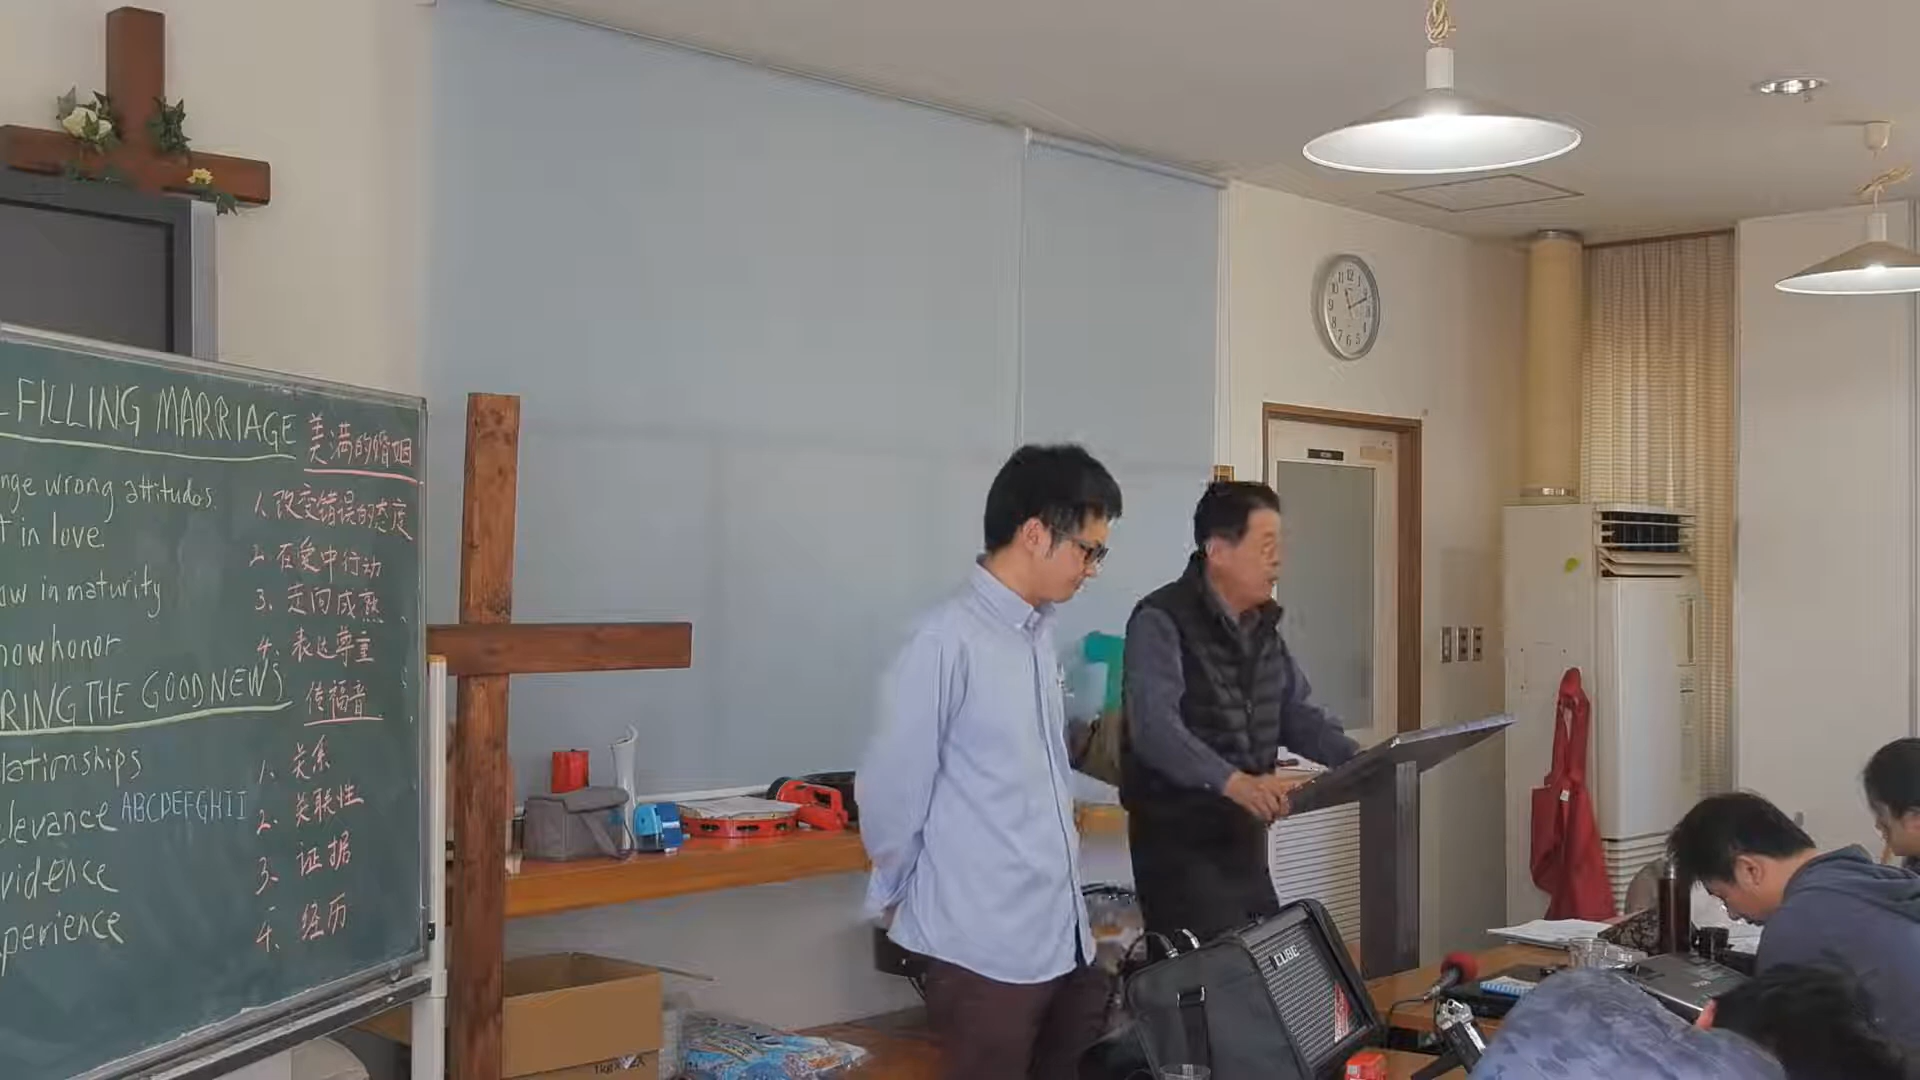 FILLING MARRIAGE 美满的婚姻
nge wrong attitudes. 1.改变错误的态度
t in love. 2.在爱中行动
ow in maturity 3.走向成熟
how honor 4.表达尊重
RING THE GOOD NEWS 传福音
lationships 1、关系
levance ABCDEFGHII 2、关联性
vidence 3、证据
perience 4、经历
CUBE